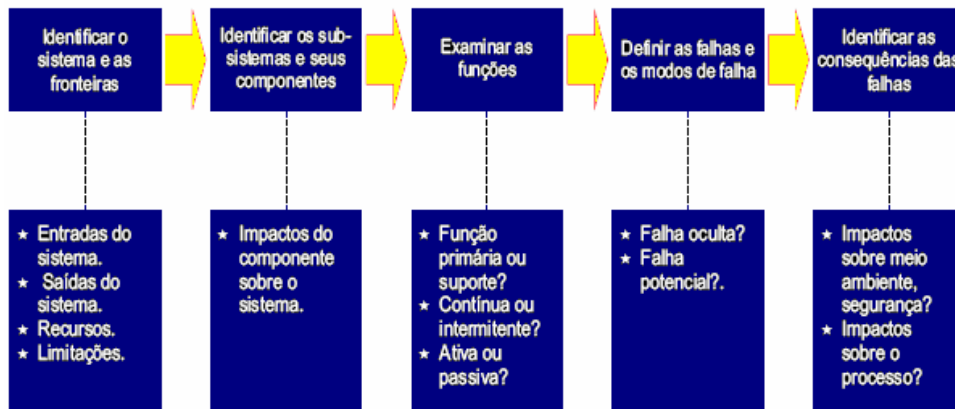 Identificar o
sistema e as
fronteiras
Identificar os sub-
sistemas e seus
componentes
Examinar as
funções
Definir as falhas e
os modos de falha
Identificar as
consequências das
falhas
★ Entradas do
sistema.
★ Saídas do
sistema.
★ Recursos.
★ Limitações.
★ Impactos do
componente
sobre o
sistema.
★ Função
primária ou
suporte?
★ Contínua ou
intermitente?
★ Ativa ou
passiva?
★ Falha oculta?
★ Falha
potencial?.
★ Impactos
sobre meio
ambiente,
segurança?
★ Impactos
sobre o
processo?